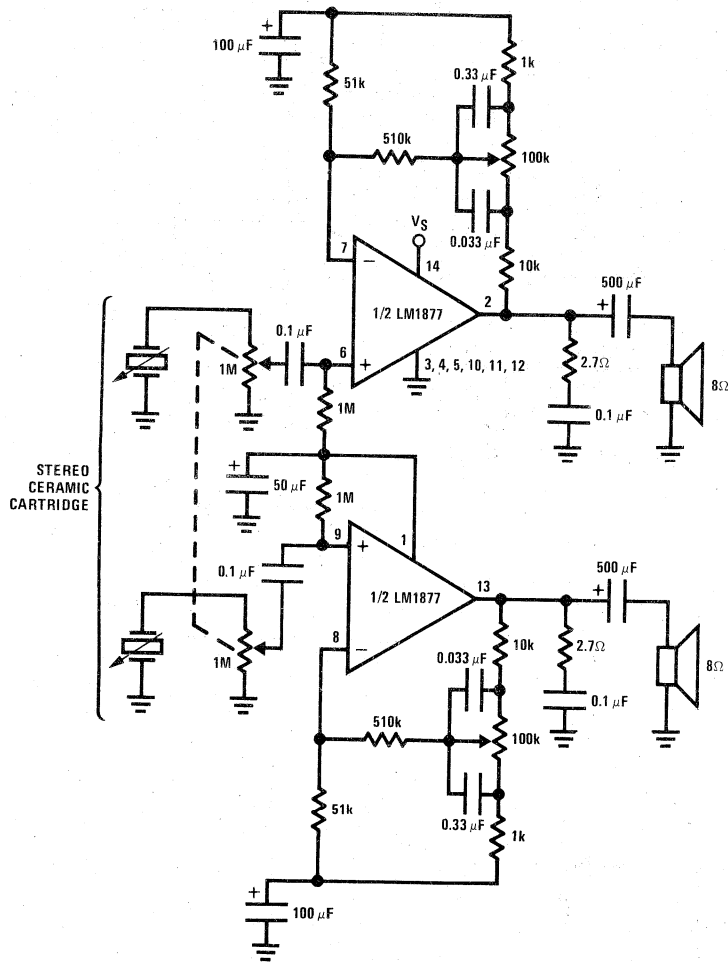 +
100 μF
1k
0.33 μF
51k
510k
100k
0.033 μF
VS
7
−
14
10k
500 μF
+
2
1/2 LM1877
0.1 μF
6
+
3, 4, 5, 10, 11, 12
2.7Ω
1M
8Ω
0.1 μF
1M
+
50 μF
1M
STEREO
CERAMIC
CARTRIDGE
9
+
1
0.1 μF
13
500 μF
+
1/2 LM1877
8
−
10k
2.7Ω
1M
0.033 μF
8Ω
0.1 μF
510k
100k
51k
0.33 μF
1k
+
100 μF